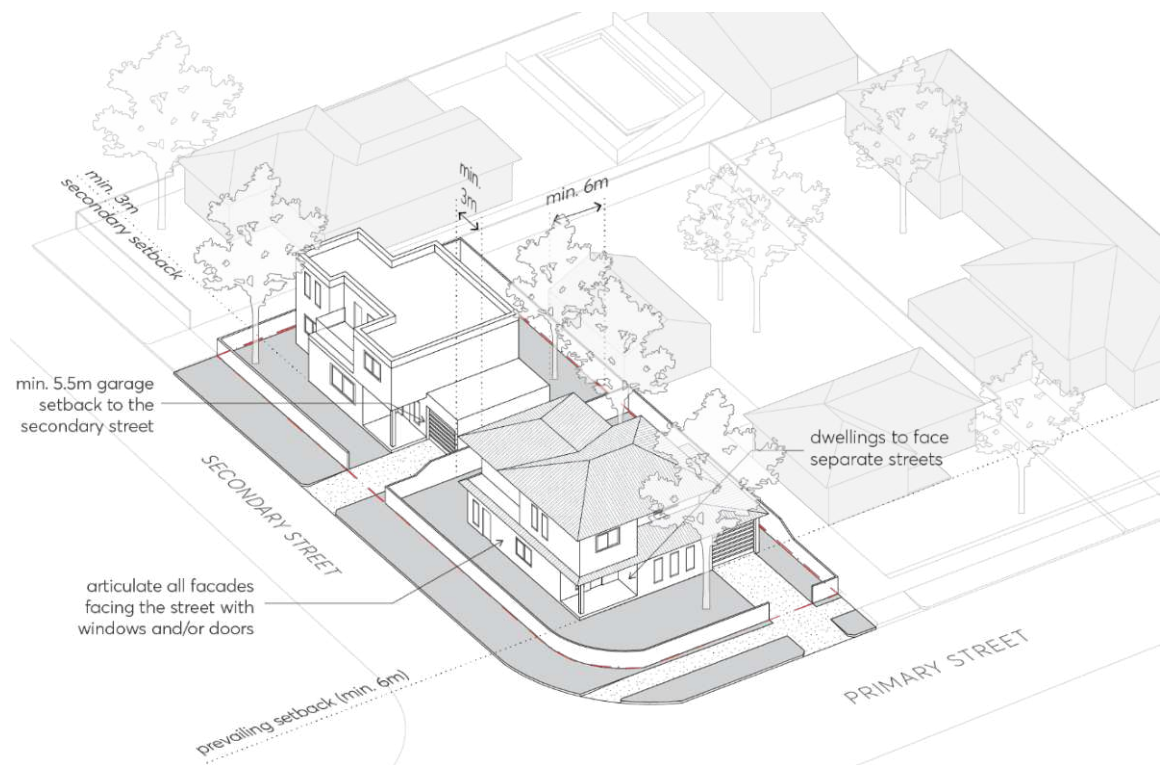 min. 3m
secondary setback
min.
3m
min. 6m
min. 5.5m garage
setback to the
secondary street
dwellings to face
separate streets
SECONDARY STREET
articulate all facades
facing the street with
windows and/or doors
prevailing setback (min. 6m)
PRIMARY STREET